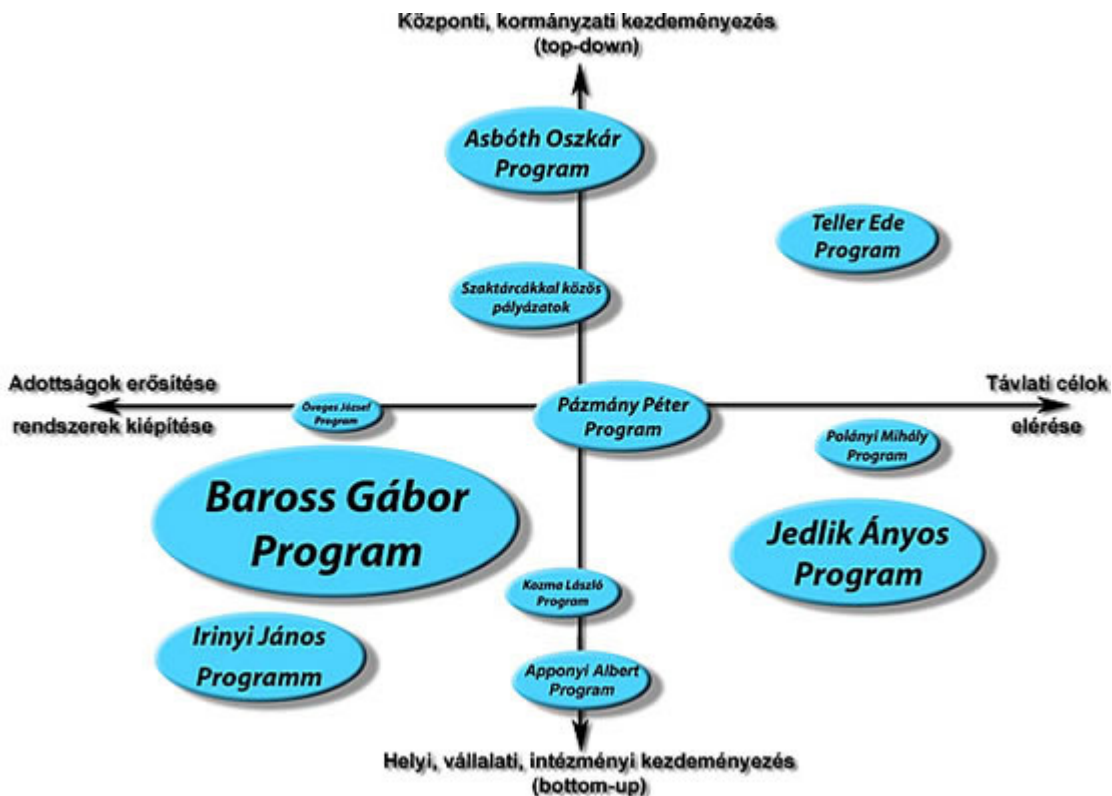 Központi, kormányzati kezdeményezés
(top-down)
Asbóth Oszkár
Program
Teller Ede
Program
Szaktárcákkal közös
pályázatok
Adottságok erősítése
rendszerek kiépítése
Öveges József
Program
Pázmány Péter
Program
Távlati célok
elérése
Polányi Mihály
Program
Baross Gábor
Program
Jedlik Ányos
Program
Kozma László
Program
Irinyi János
Programm
Apponyi Albert
Program
Helyi, vállalati, intézményi kezdeményezés
(bottom-up)